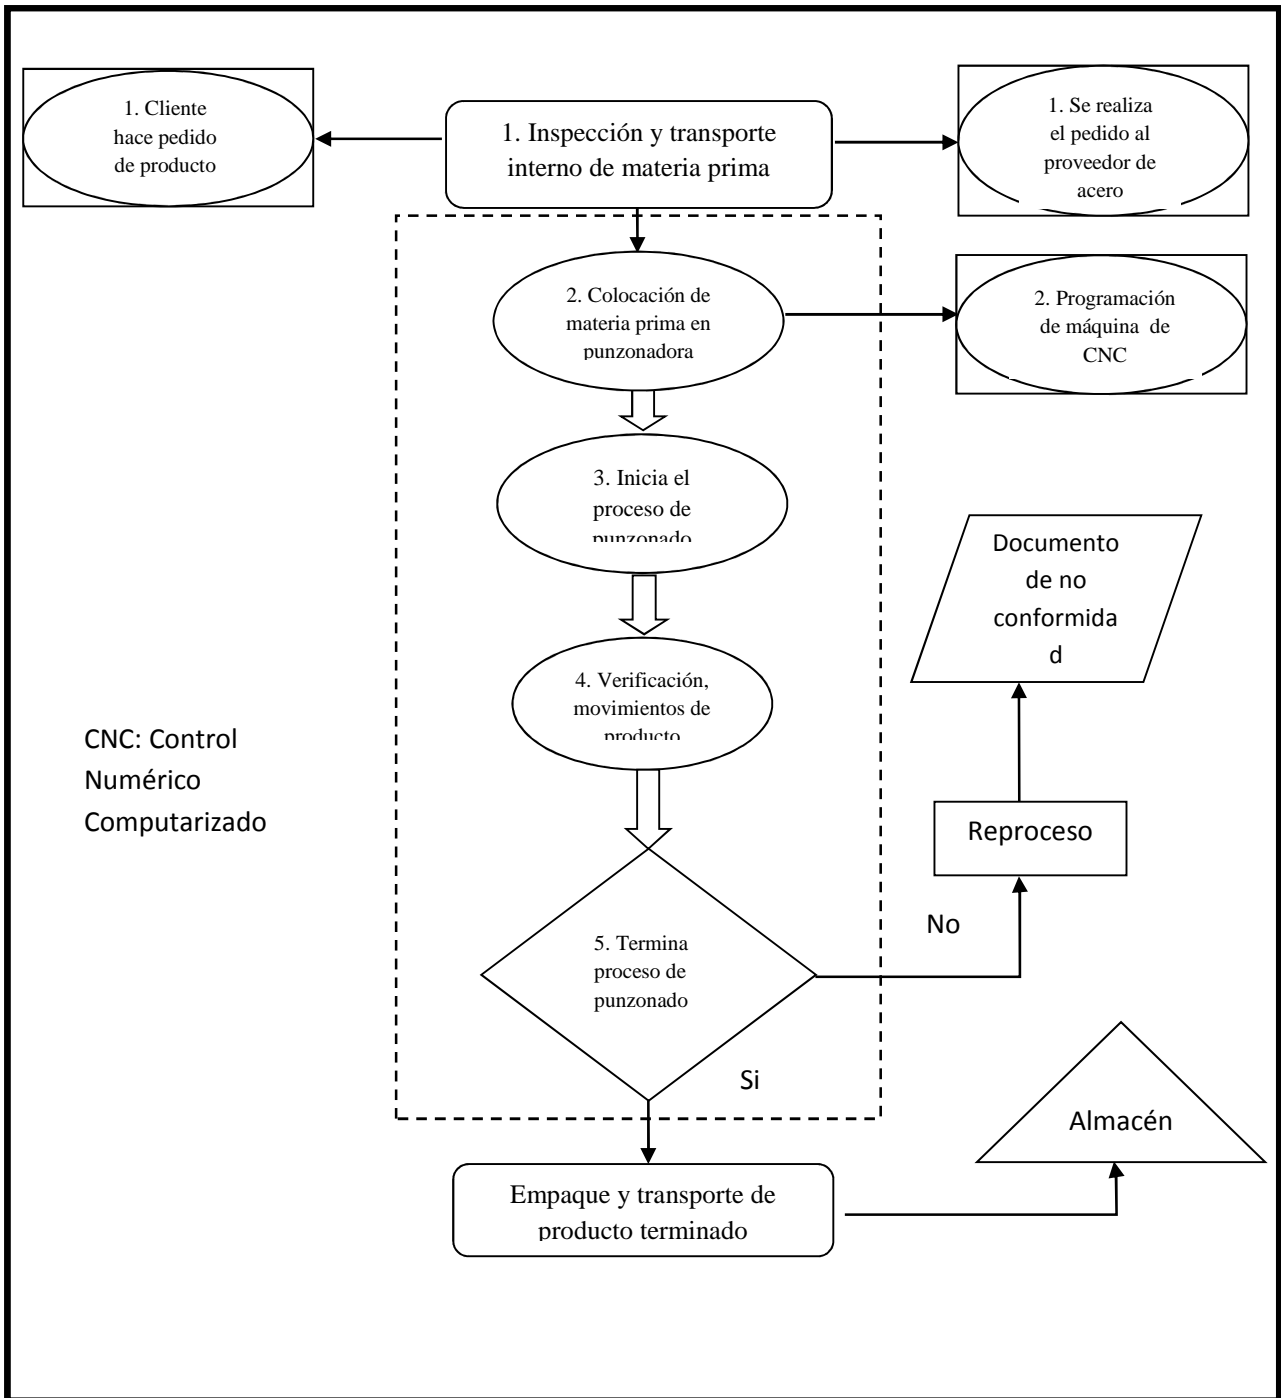 1. Cliente
hace pedido
de producto
1. Inspección y transporte
interno de materia prima
1. Se realiza
el pedido al
proveedor de
acero
2. Colocación de
materia prima en
punzonadora
2. Programación
de máquina de
CNC
3. Inicia el
proceso de
punzonado
Documento
de no
conformida
d
4. Verificación,
movimientos de
producto
CNC: Control
Numérico
Computarizado
Reproceso
No
5. Termina
proceso de
punzonado
Si
Almacén
Empaque y transporte de
producto terminado